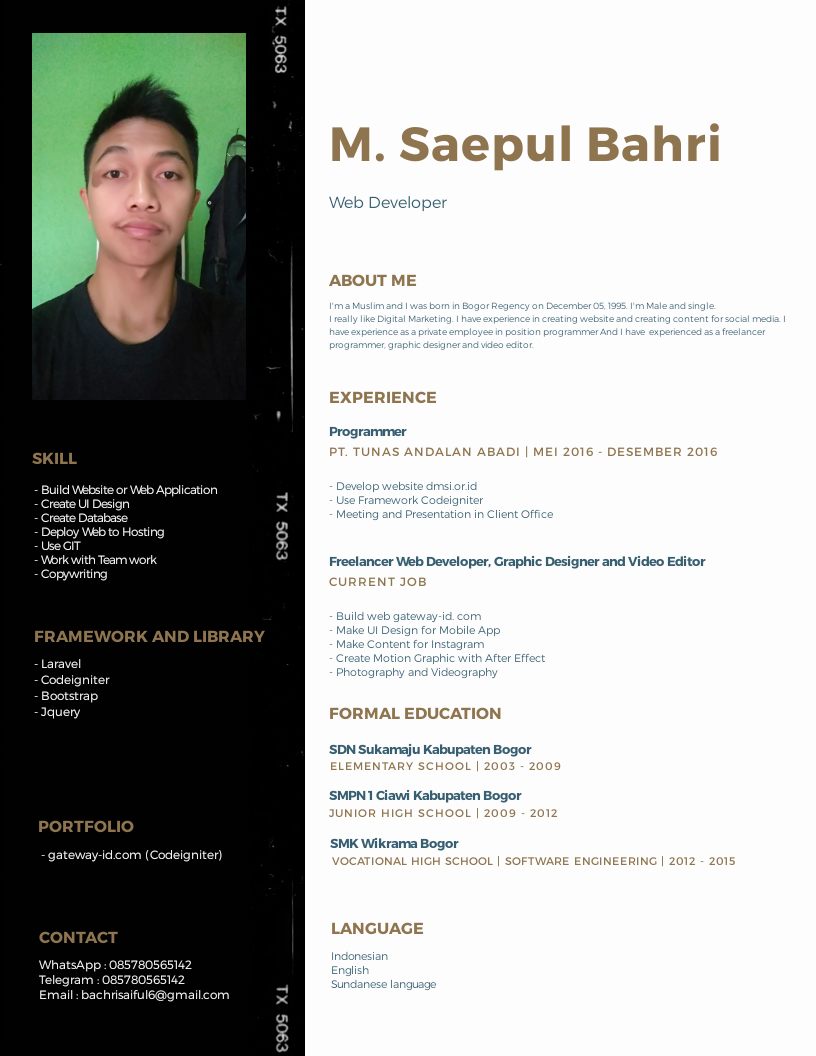 TX 5063
M. Saepul Bahri
Web Developer
ABOUT ME
I'm a Muslim and I was born in Bogor Regency on December 05, 1995. I'm Male and single.
I really like Digital Marketing. I have experience in creating website and creating content for social media. I
have experience as a private employee in position programmer And I have experienced as a freelancer
programmer, graphic designer and video editor.
EXPERIENCE
Programmer
PT. TUNAS ANDALAN ABADI | MEI 2016 - DESEMBER 2016
- Develop website dmsi.or.id
- Use Framework Codeigniter
- Meeting and Presentation in Client Office
Freelancer Web Developer, Graphic Designer and Video Editor
CURRENT JOB
- Build web gateway-id. com
- Make UI Design for Mobile App
- Make Content for Instagram
- Create Motion Graphic with After Effect
- Photography and Videography
FORMAL EDUCATION
SDN Sukamaju Kabupaten Bogor
ELEMENTARY SCHOOL | 2003 - 2009
SMPN 1 Ciawi Kabupaten Bogor
JUNIOR HIGH SCHOOL | 2009 - 2012
SMK Wikrama Bogor
VOCATIONAL HIGH SCHOOL | SOFTWARE ENGINEERING | 2012 - 2015
LANGUAGE
Indonesian
English
Sundanese language
SKILL
- Build Website or Web Application
- Create UI Design
- Create Database
- Deploy Web to Hosting
- Use GIT
- Work with Team work
- Copywriting
TX 5063
FRAMEWORK AND LIBRARY
- Laravel
- Codeigniter
- Bootstrap
- Jquery
PORTFOLIO
- gateway-id.com (Codeigniter)
CONTACT
WhatsApp : 085780565142
Telegram : 085780565142
Email : bachrisaiful6@gmail.com
TX 5063